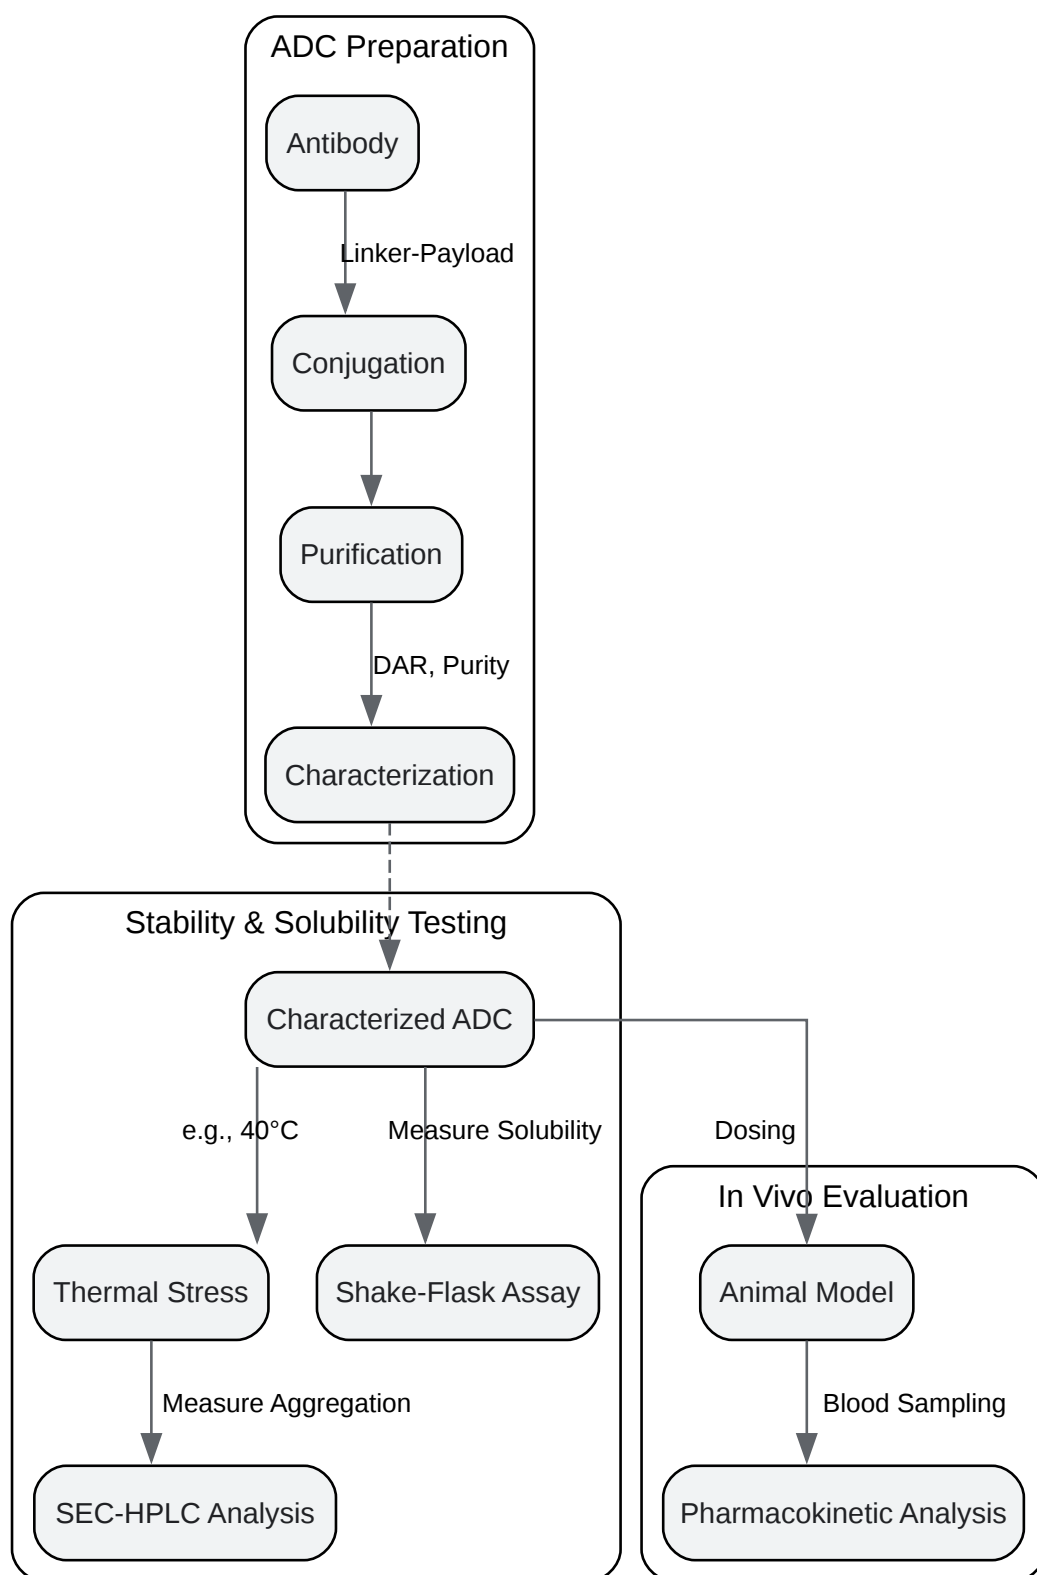 ADC Preparation
Antibody
Linker-Payload
Conjugation
Purification
DAR, Purity
Characterization
Stability & Solubility Testing
Characterized ADC
e.g., 40°C
Measure Solubility
Dosing
In Vivo Evaluation
Thermal Stress
Shake-Flask Assay
Animal Model
Measure Aggregation
Blood Sampling
SEC-HPLC Analysis
Pharmacokinetic Analysis